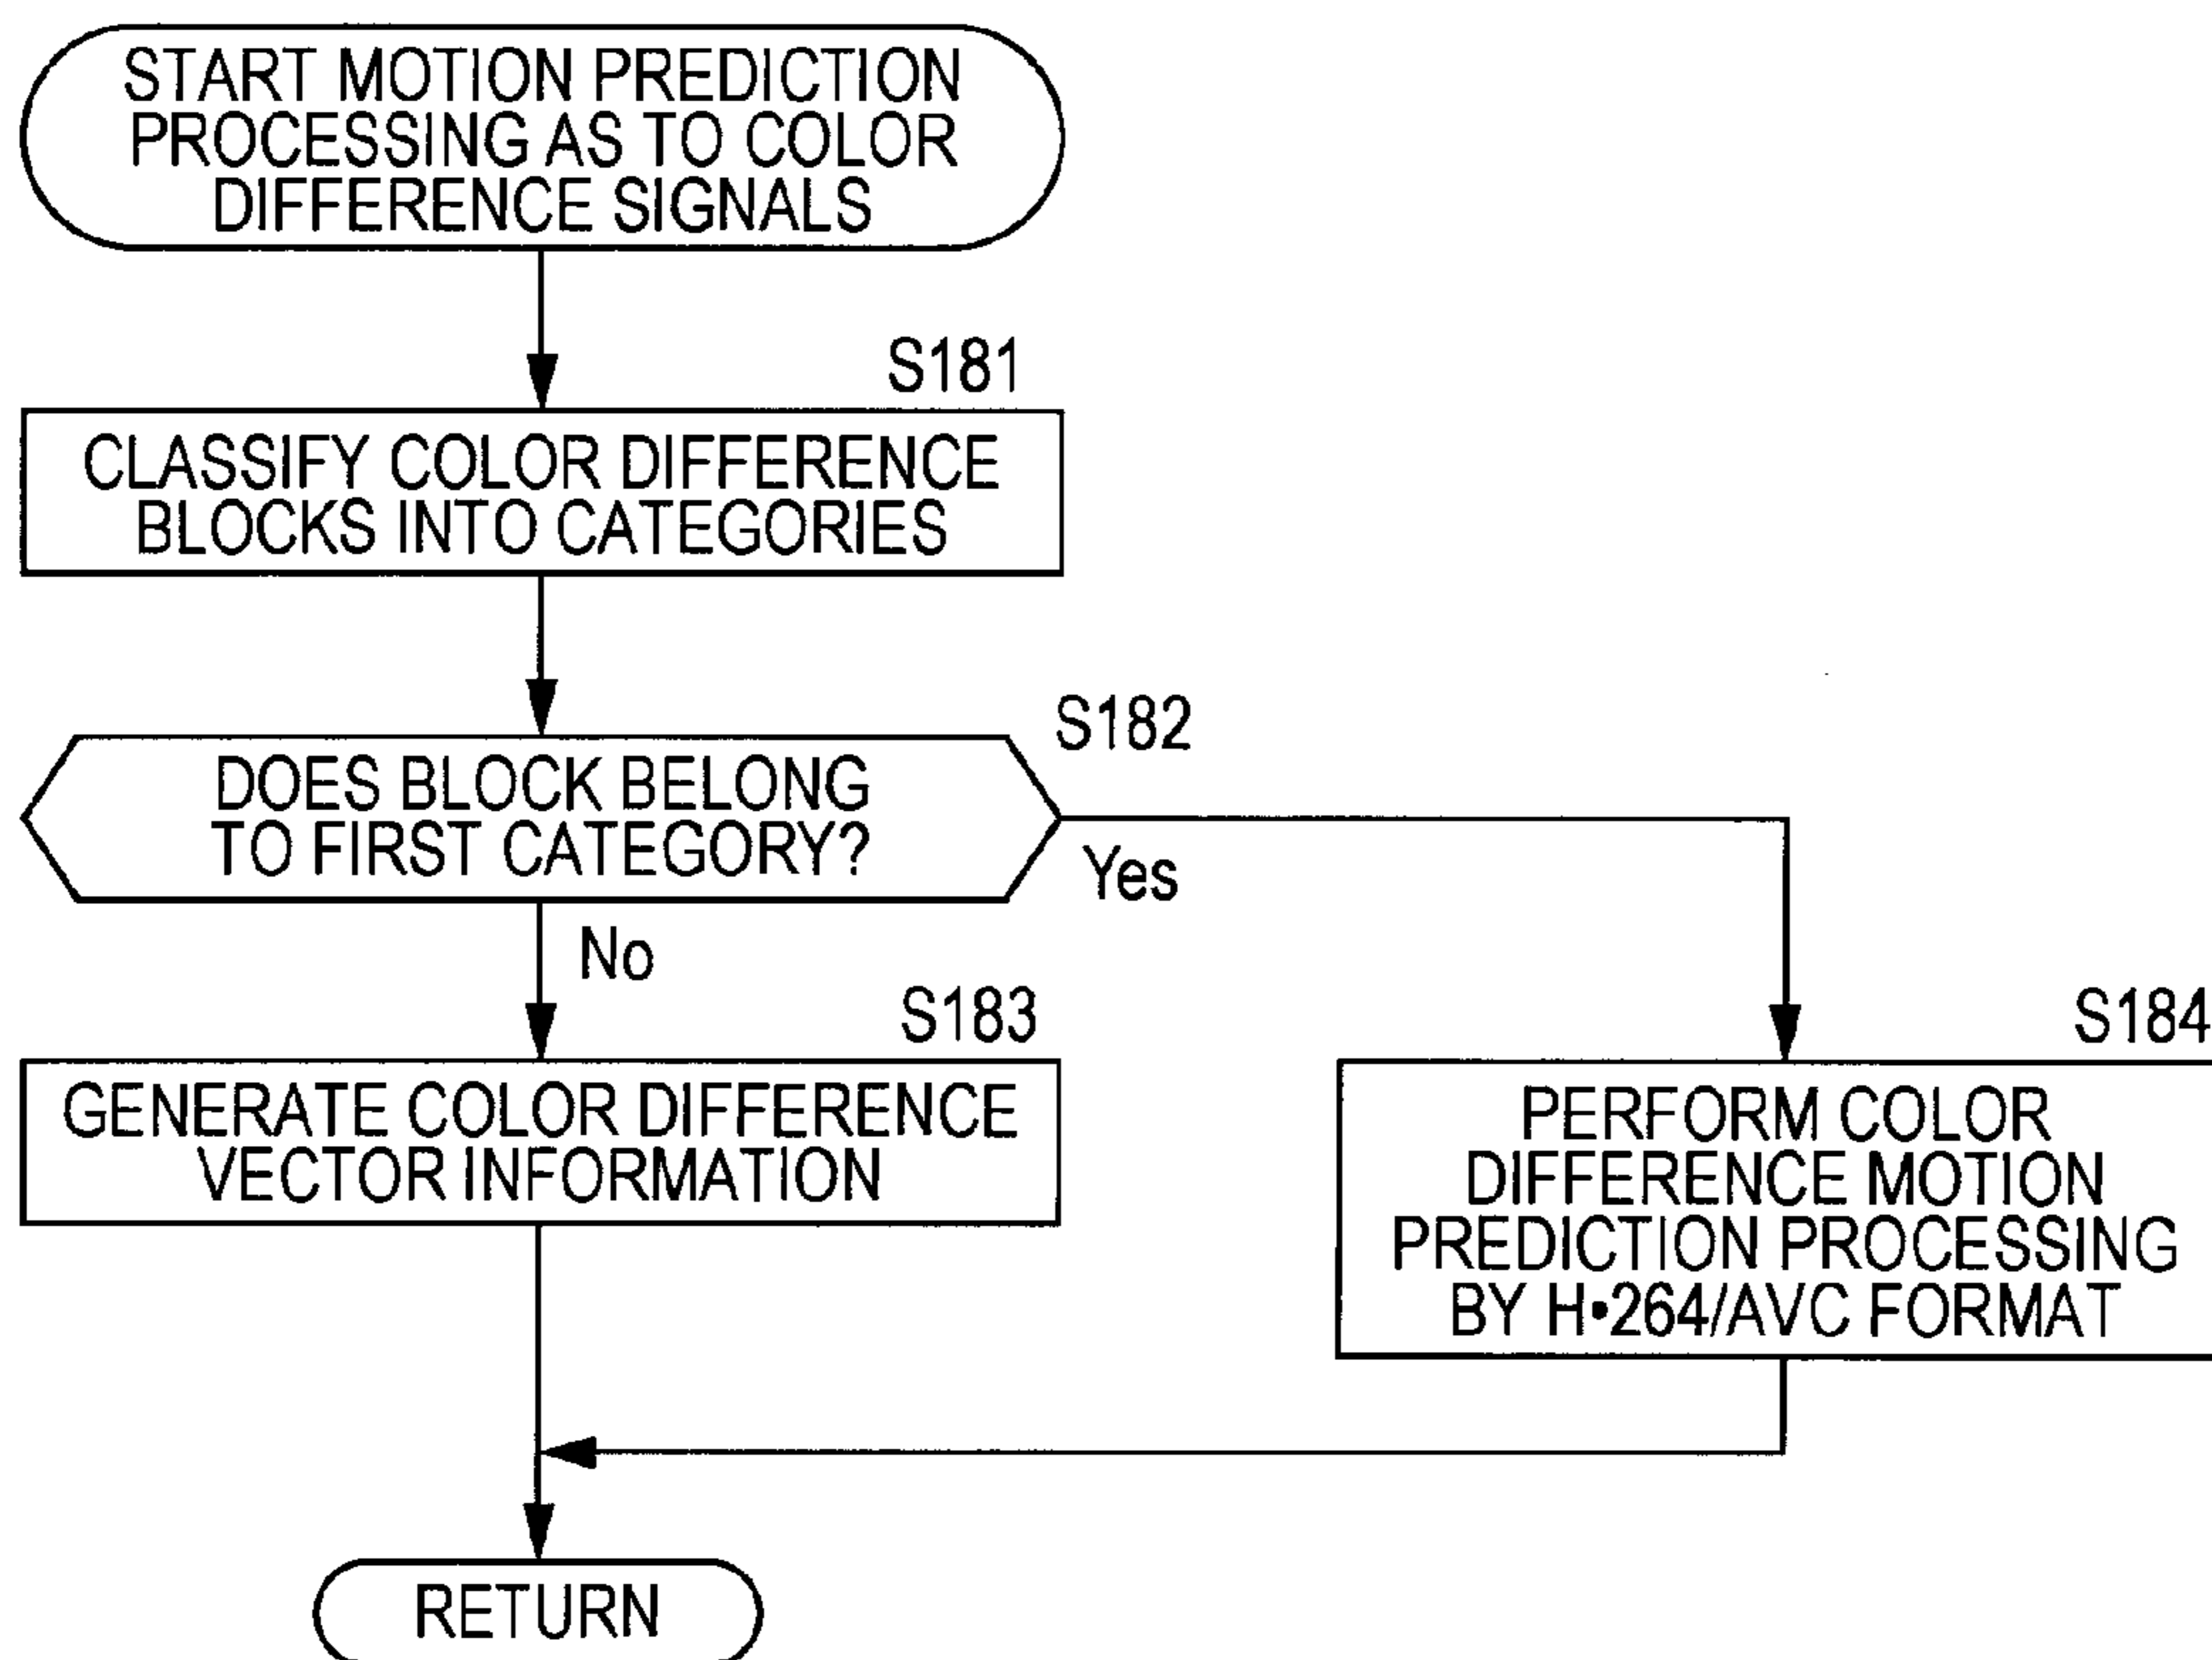 START MOTION PREDICTION
PROCESSING AS TO COLOR
DIFFERENCE SIGNALS
S181
CLASSIFY COLOR DIFFERENCE
BLOCKS INTO CATEGORIES
S182
DOES BLOCK BELONG
TO FIRST CATEGORY?
Yes
No
S183
GENERATE COLOR DIFFERENCE
VECTOR INFORMATION
S184
PERFORM COLOR
DIFFERENCE MOTION
PREDICTION PROCESSING
BY H•264/AVC FORMAT
RETURN